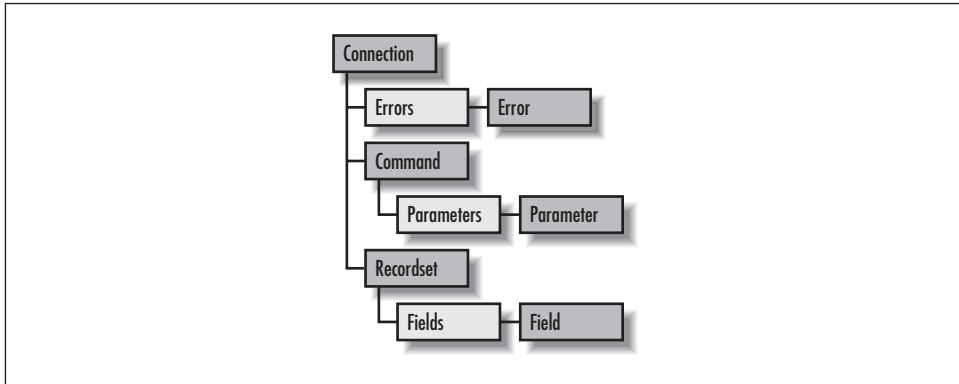 Connection
Errors
Error
Command
Parameters
Parameter
Recordset
Fields
Field